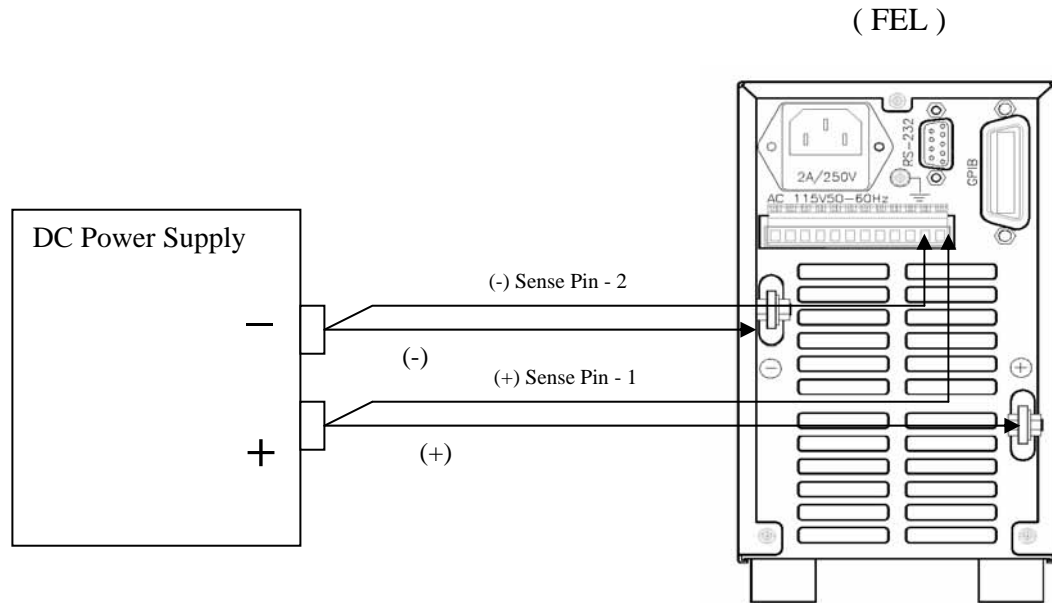 ( FEL )
RS-232
GPIB
2A/250V
AC 115V50-60Hz
DC Power Supply
(-) Sense Pin - 2
−
(-)
(+) Sense Pin - 1
− +
+
(+)